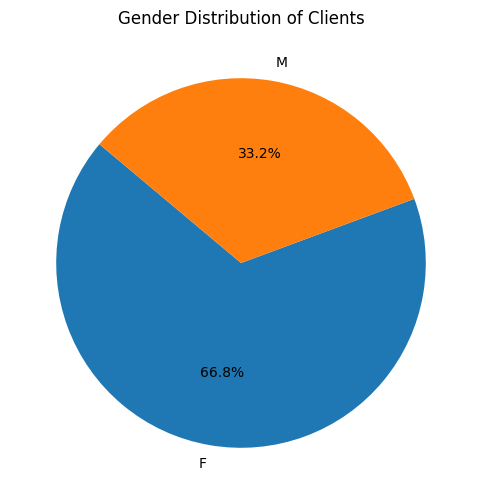 Gender Distribution of Clients
M
33.2%
66.8%
F